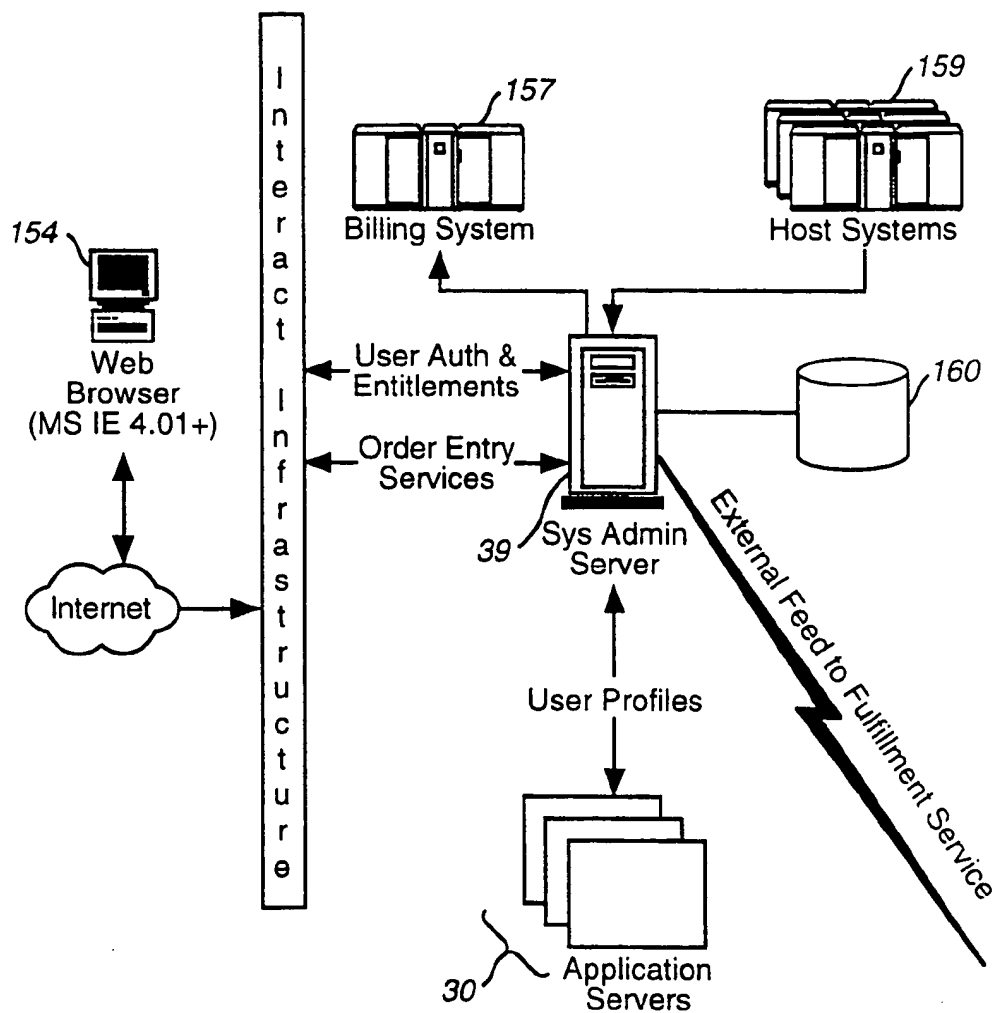 157
159
Billing System
Host Systems
154
Web
Browser
(MS IE 4.01+)
Internet
Interact Infrastructure
User Auth &
Entitlements
Order Entry
Services
160
39
Sys Admin
Server
External Feed to Fulfillment Service
User Profiles
30
Application
Servers